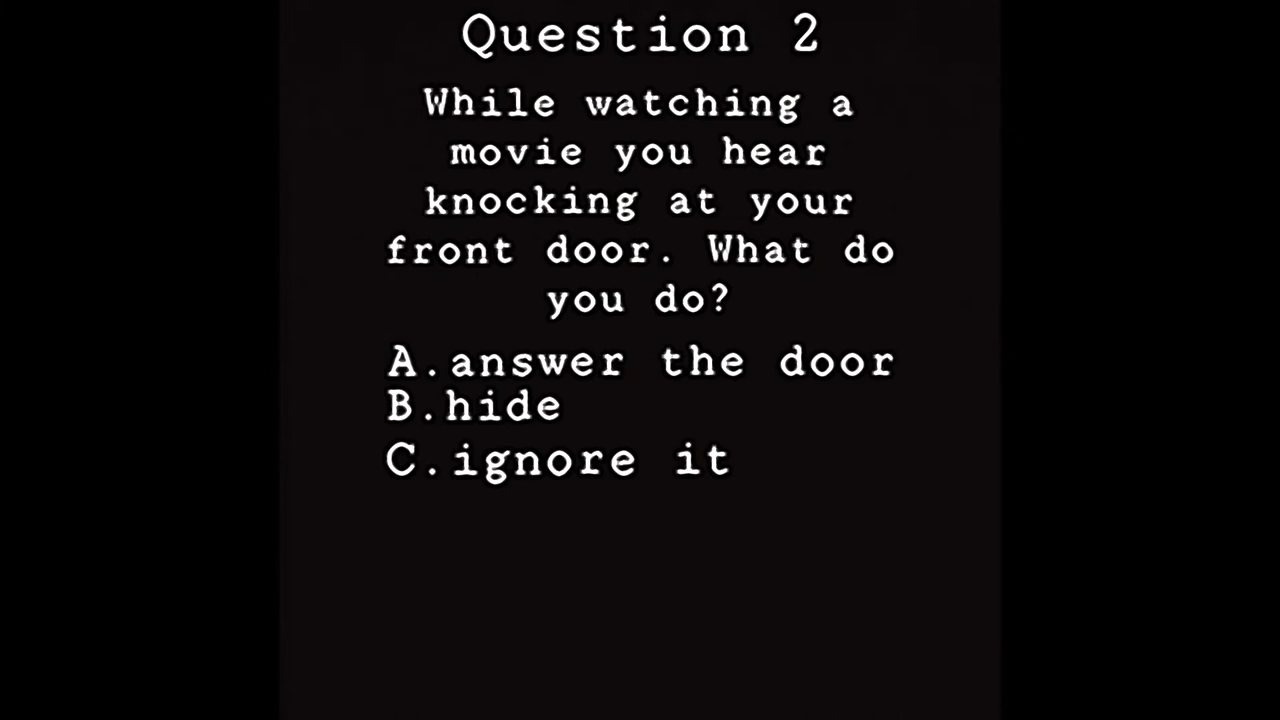 Question 2
While watching a
movie you hear
knocking at your
front door. What do
you do?
A.answer the door
B.hide
C.ignore it